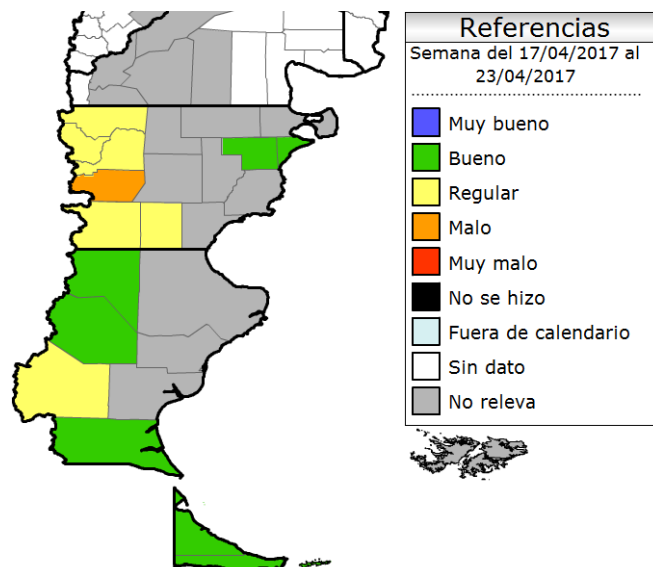 Referencias
Semana del 17/04/2017 al
23/04/2017
Muy bueno
Bueno
Regular
Malo
Muy malo
No se hizo
Fuera de calendario
Sin dato
No releva